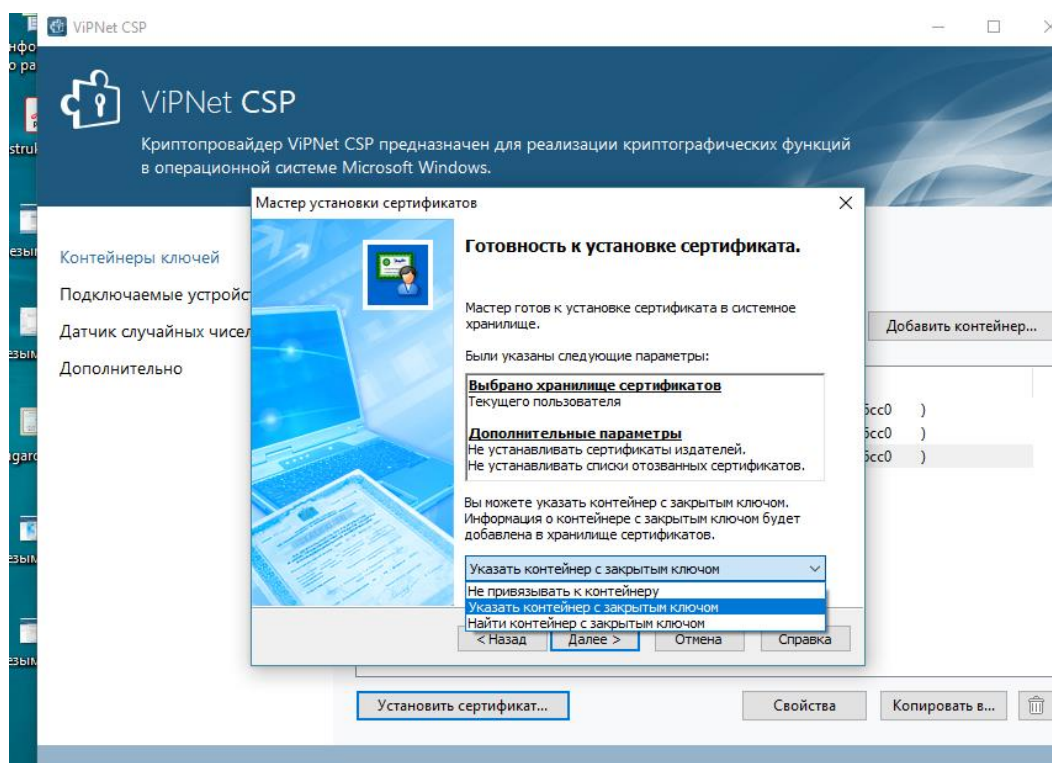 ViPNet CSP
ViPNet CSP
Криптопровайдер ViPNet CSP предназначен для реализации криптографических функций
в операционной системе Microsoft Windows.
Мастер установки сертификатов
Готовность к установке сертификата.
Контейнеры ключей
Подключаемые устройс
Датчик случайных чисел
Дополнительно
Мастер готов к установке сертификата в системное
хранилище.
Были указаны следующие параметры:
Выбрано хранилище сертификатов
Текущего пользователя
Дополнительные параметры
Не устанавливать сертификаты издателей.
Не устанавливать списки отозванных сертификатов.
Вы можете указать контейнер с закрытым ключом.
Информация о контейнере с закрытым ключом будет
добавлена в хранилище сертификатов.
Указать контейнер с закрытым ключом
Не привязывать к контейнеру
Указать контейнер с закрытым ключом
Найти контейнер с закрытым ключом
< Назад
Далее >
Отмена
Справка
Добавить контейнер...
5cc0 )
5cc0 )
5cc0 )
Установить сертификат...
Свойства
Копировать в...